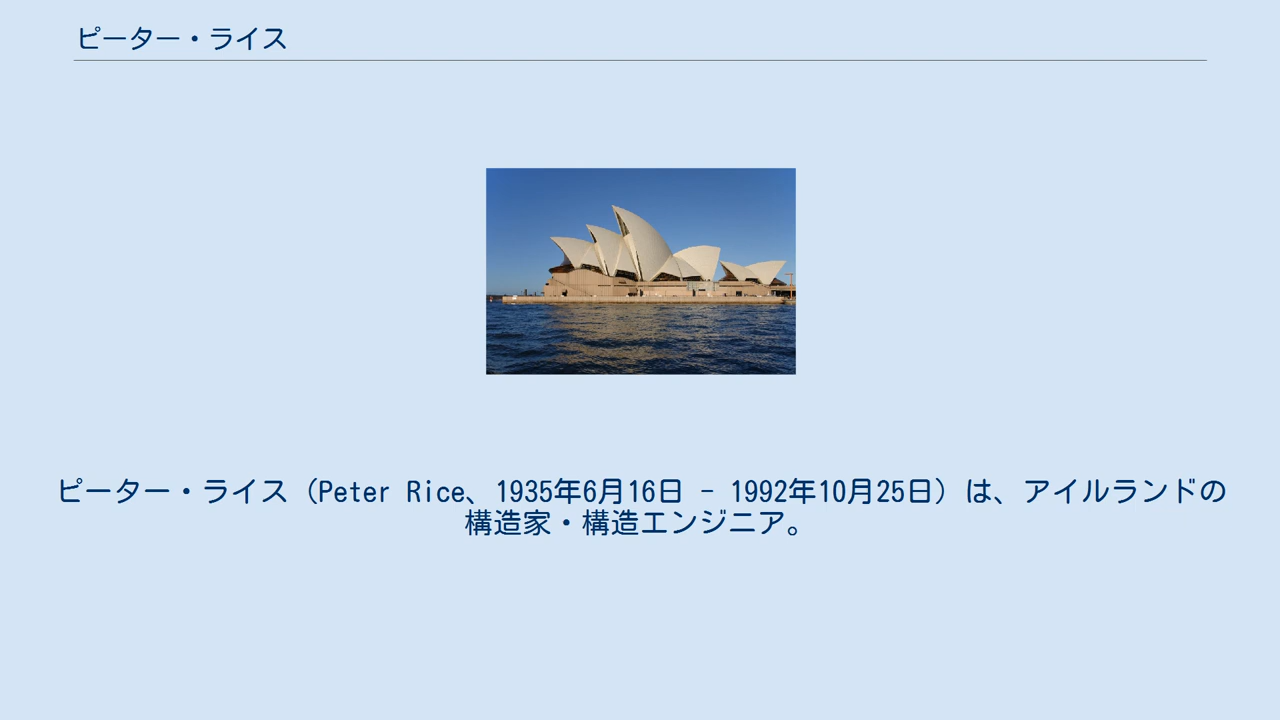 ピーター・ライス
ピーター・ライス（Peter Rice、1935年6月16日 - 1992年10月25日）は、アイルランドの
構造家・構造エンジニア。